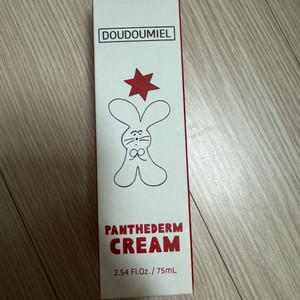 DOUDOUMIEL
PANTHEDERM
CREAM
2.54 Fl.Oz. / 75mL